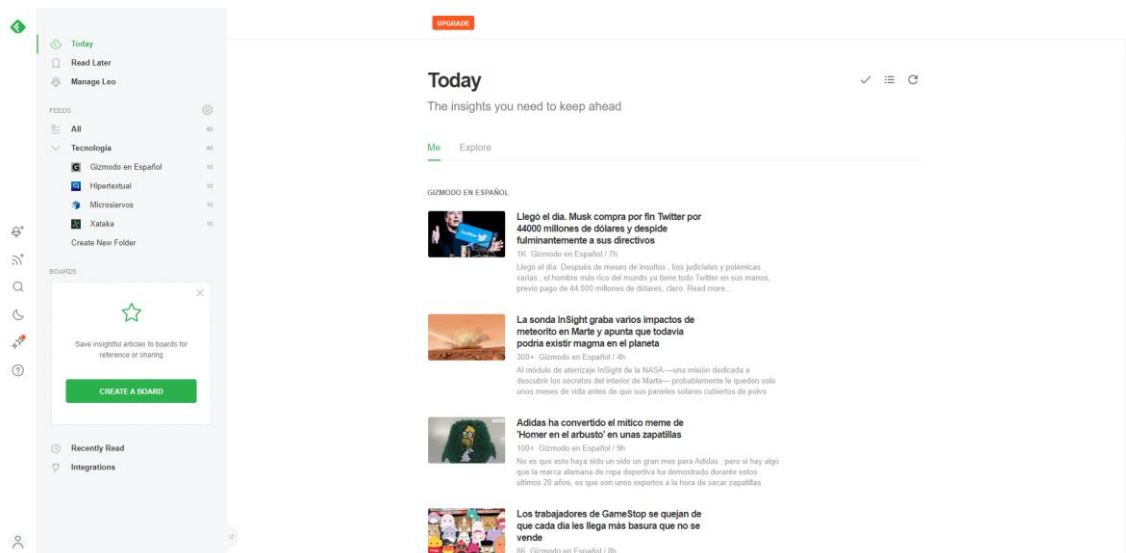 UPGRADE
Today
Read Later
Manage Leo
FEEDS
All 40
Tecnologia 40
Gizmodo en Español 10
Hipertextual 10
Microsiervos 10
Xataka 10
Create New Folder
BOARDS
Save insightful articles to boards for
reference or sharing
CREATE A BOARD
Recently Read
Integrations
Today
The insights you need to keep ahead
Me Explore
GIZMODO EN ESPAÑOL
Llegó el día. Musk compra por fin Twitter por
44000 millones de dólares y despide
fulminantemente a sus directivos
1K Gizmodo en Español / 7h
Llegó el día. Después de meses de insultos , líos judiciales y polémicas
varias , el hombre más rico del mundo ya tiene todo Twitter en sus manos,
previo pago de 44.000 millones de dólares, claro. Read more...
La sonda InSight graba varios impactos de
meteorito en Marte y apunta que todavía
podría existir magma en el planeta
300+ Gizmodo en Español / 4h
Al módulo de aterrizaje InSight de la NASA —una misión dedicada a
descubrir los secretos del interior de Marte— probablemente le quedan solo
unos meses de vida antes de que sus paneles solares cubiertos de polvo
Adidas ha convertido el mítico meme de
'Homer en el arbusto' en unas zapatillas
100+ Gizmodo en Español / 9h
No es que este haya sido un sido un gran mes para Adidas , pero si hay algo
que la marca alemana de ropa deportiva ha demostrado durante estos
últimos 20 años, es que son unos expertos a la hora de sacar zapatillas
Los trabajadores de GameStop se quejan de
que cada día les llega más basura que no se
vende
86 Gizmodo en Español / 8h